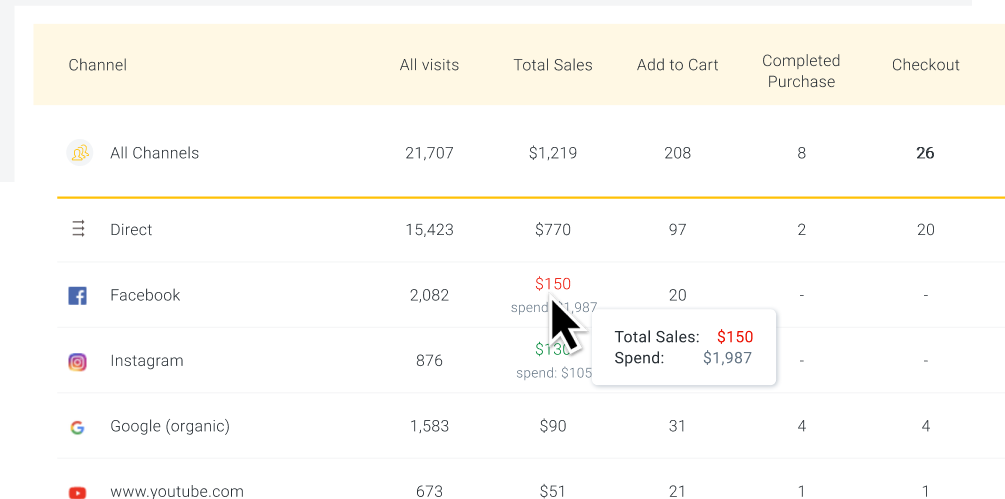 Channel All visits Total Sales Add to Cart Completed Purchase Checkout
All Channels 21,707 $1,219 208 8 26
Direct 15,423 $770 97 2 20
Facebook 2,082 $150 20 - -
spend: $1,987
Total Sales: $150
Spend: $1,987
Instagram 876 $130 - -
spend: $105
Google (organic) 1,583 $90 31 4 4
www.youtube.com 673 $51 21 1 1